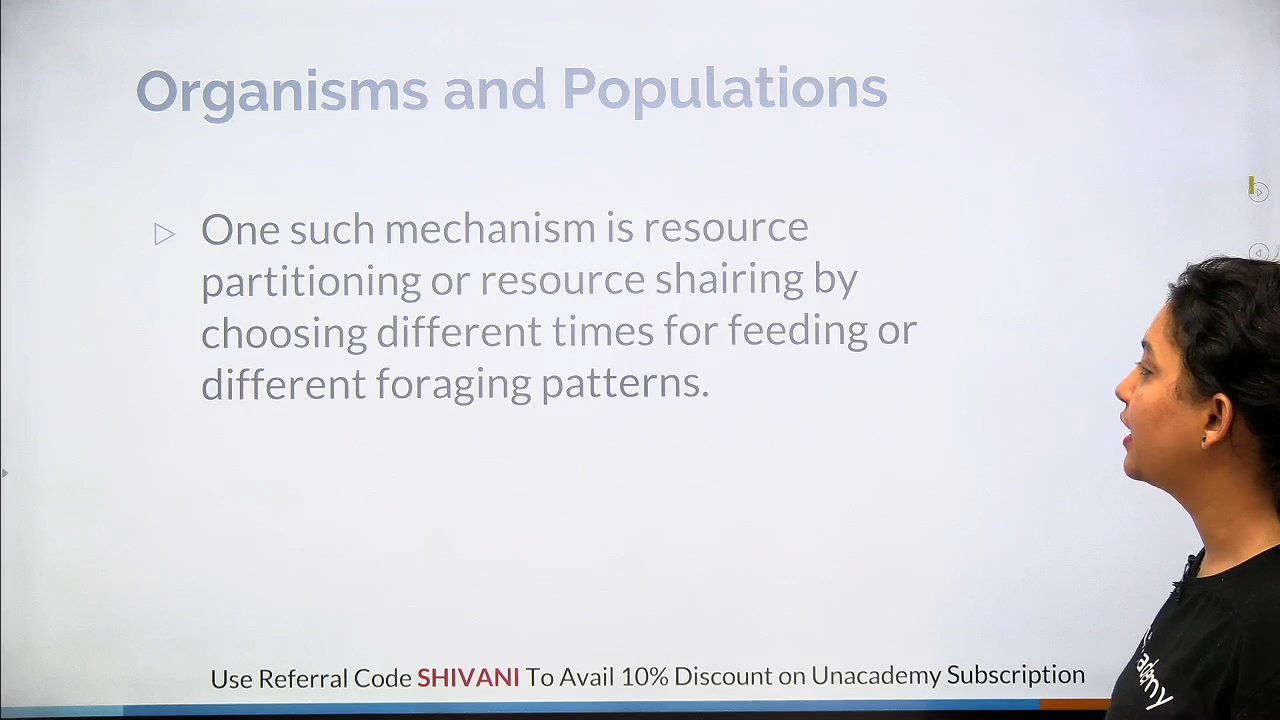 Organisms and Populations
▷ One such mechanism is resource
partitioning or resource shairing by
choosing different times for feeding or
different foraging patterns.
Use Referral Code SHIVANI To Avail 10% Discount on Unacademy Subscription